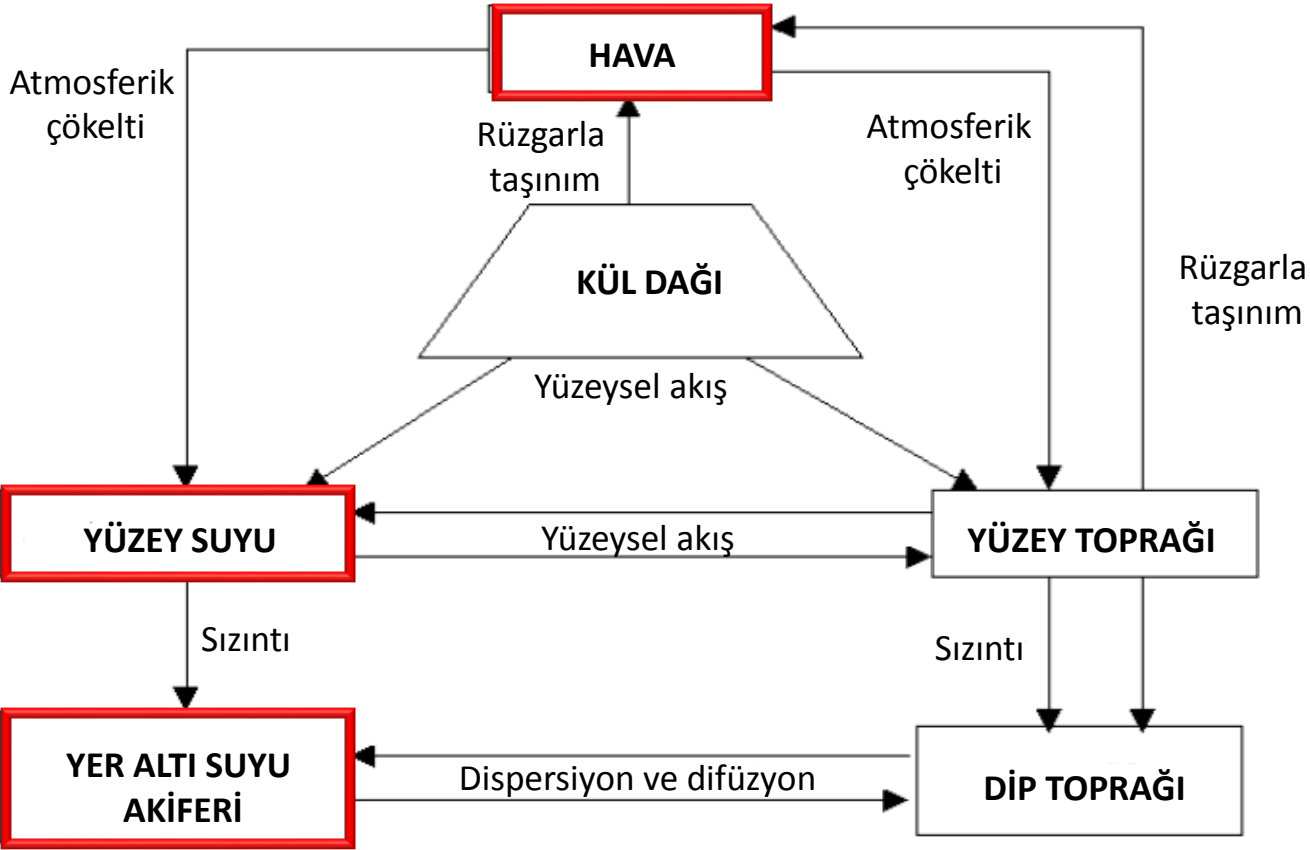 HAVA
Atmosferik
çökelti
Rüzgarla
taşınım
Atmosferik
çökelti
KÜL DAĞI
Rüzgarla
taşınım
Yüzeysel akış
YÜZEY SUYU
Yüzeysel akış
YÜZEY TOPRAĞI
Sızıntı
Sızıntı
YER ALTI SUYU
AKİFERİ
Dispersiyon ve difüzyon
DİP TOPRAĞI